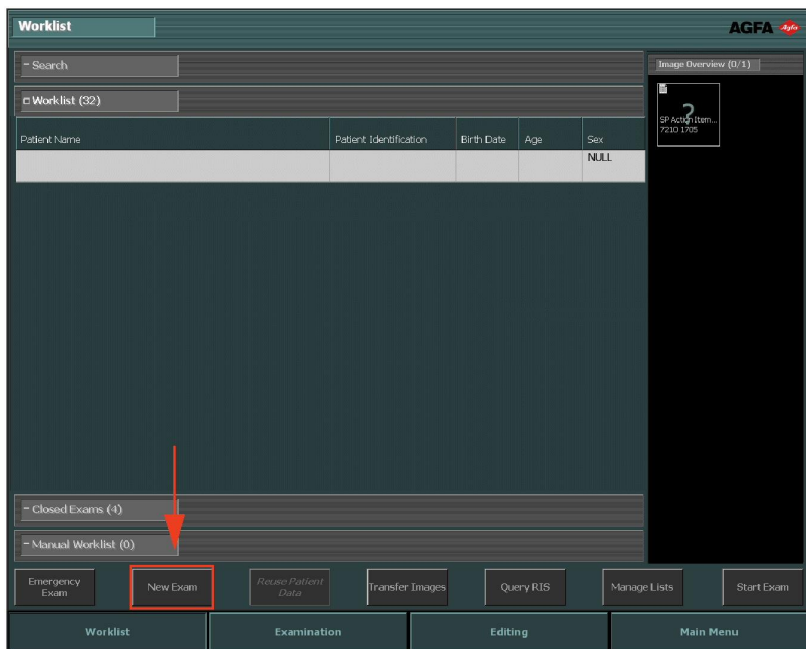 Worklist
AGFA
- Search
Image Overview (0/1)
Worklist (32)
SP Action Item...
7210 1705
?
Patient Name Patient Identification Birth Date Age Sex
NULL
- Closed Exams (4)
- Manual Worklist (0)
Emergency
Exam
New Exam
Reuse Patient
Data
Transfer Images
Query RIS
Manage Lists
Start Exam
Worklist Examination Editing Main Menu